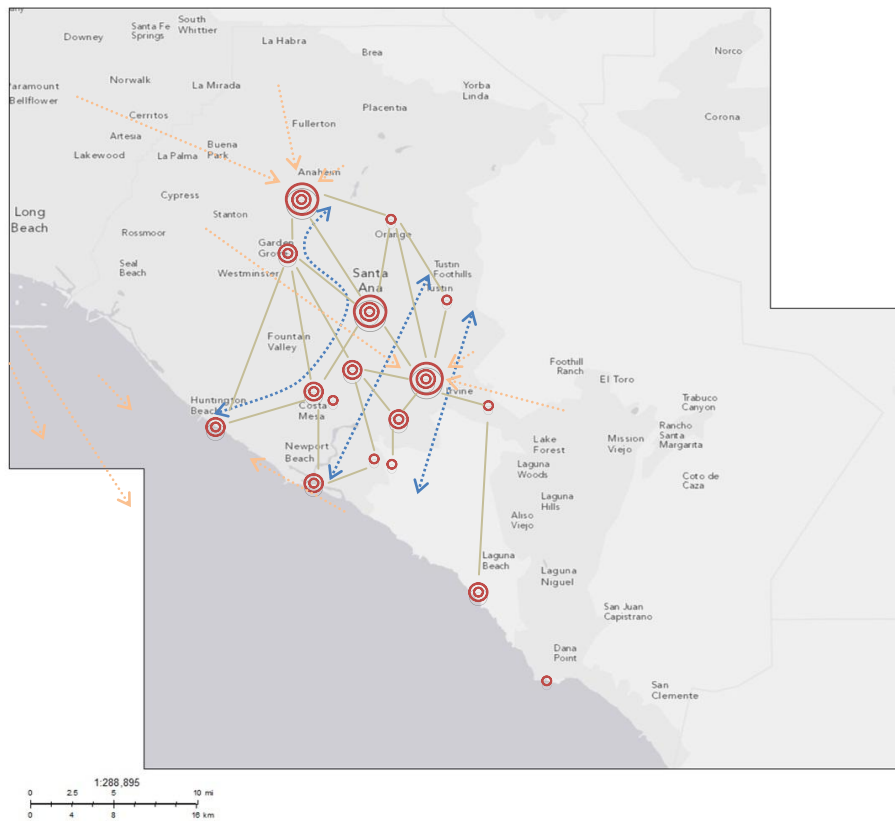 South
Whittier
Santa Fe
Springs
Downey
La Habra
Brea
Norco
Norwalk
La Mirada
Yorba
Linda
Paramount
Bellflower
Placentia
Cerritos
Corona
Fullerton
Artesia
Buena
Park
Lakewood
La Palma
Anaheim
Cypress
Long
Beach
Stanton
Rossmoor
Orange
Garden
Grove
Seal
Beach
Westminster
Santa
Ana
Tustin
Foothills
Tustin
Fountain
Valley
Foothill
Ranch
El Toro
Irvine
Huntington
Beach
Costa
Mesa
Trabuco
Canyon
Rancho
Santa
Margarita
Newport
Beach
Lake
Forest
Mission
Viejo
Laguna
Woods
Coto de
Caza
Laguna
Hills
Aliso
Viejo
Laguna
Beach
Laguna
Niguel
San Juan
Capistrano
Dana
Point
San
Clemente
1:288,895
0 2.5 5 10 mi
0 4 8 16 km